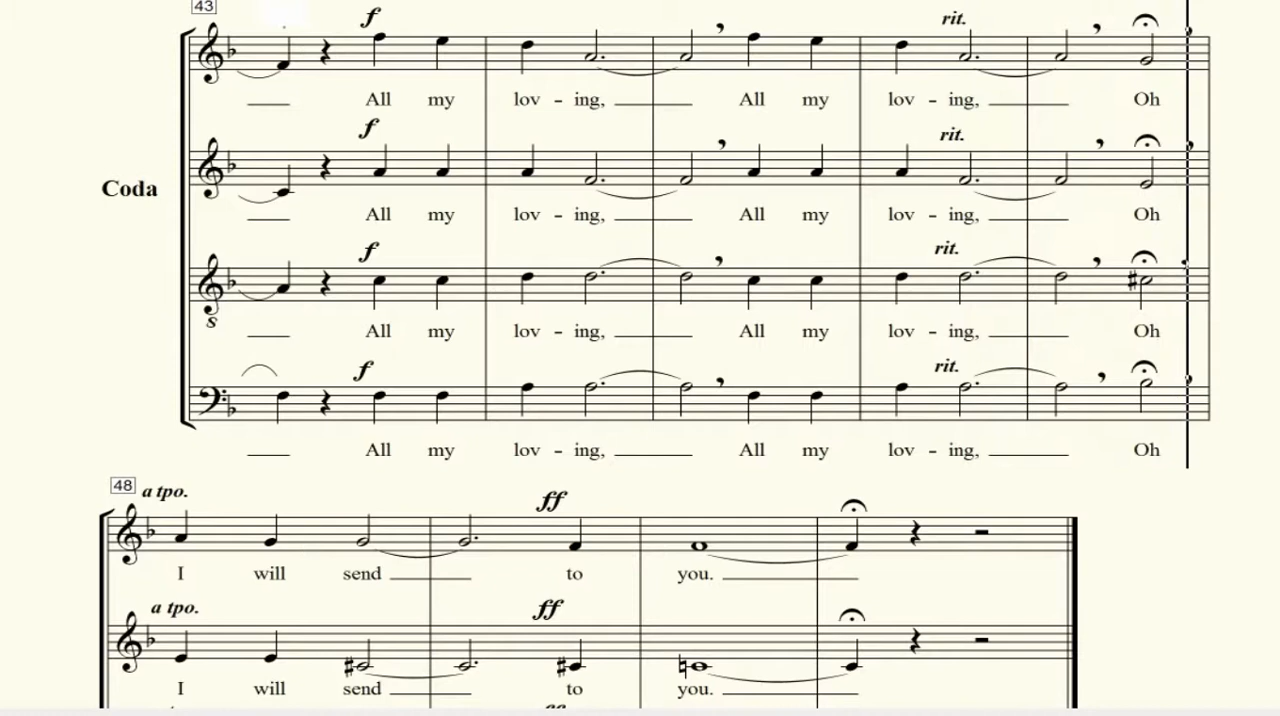 43
f
rit.
All my lov - ing, All my lov - ing, Oh
f
rit.
Coda
All my lov - ing, All my lov - ing, Oh
f
rit.
8
All my lov - ing, All my lov - ing, Oh
f
rit.
All my lov - ing, All my lov - ing, Oh
48 a tpo.
ff
I will send to you.
a tpo.
ff
I will send to you.